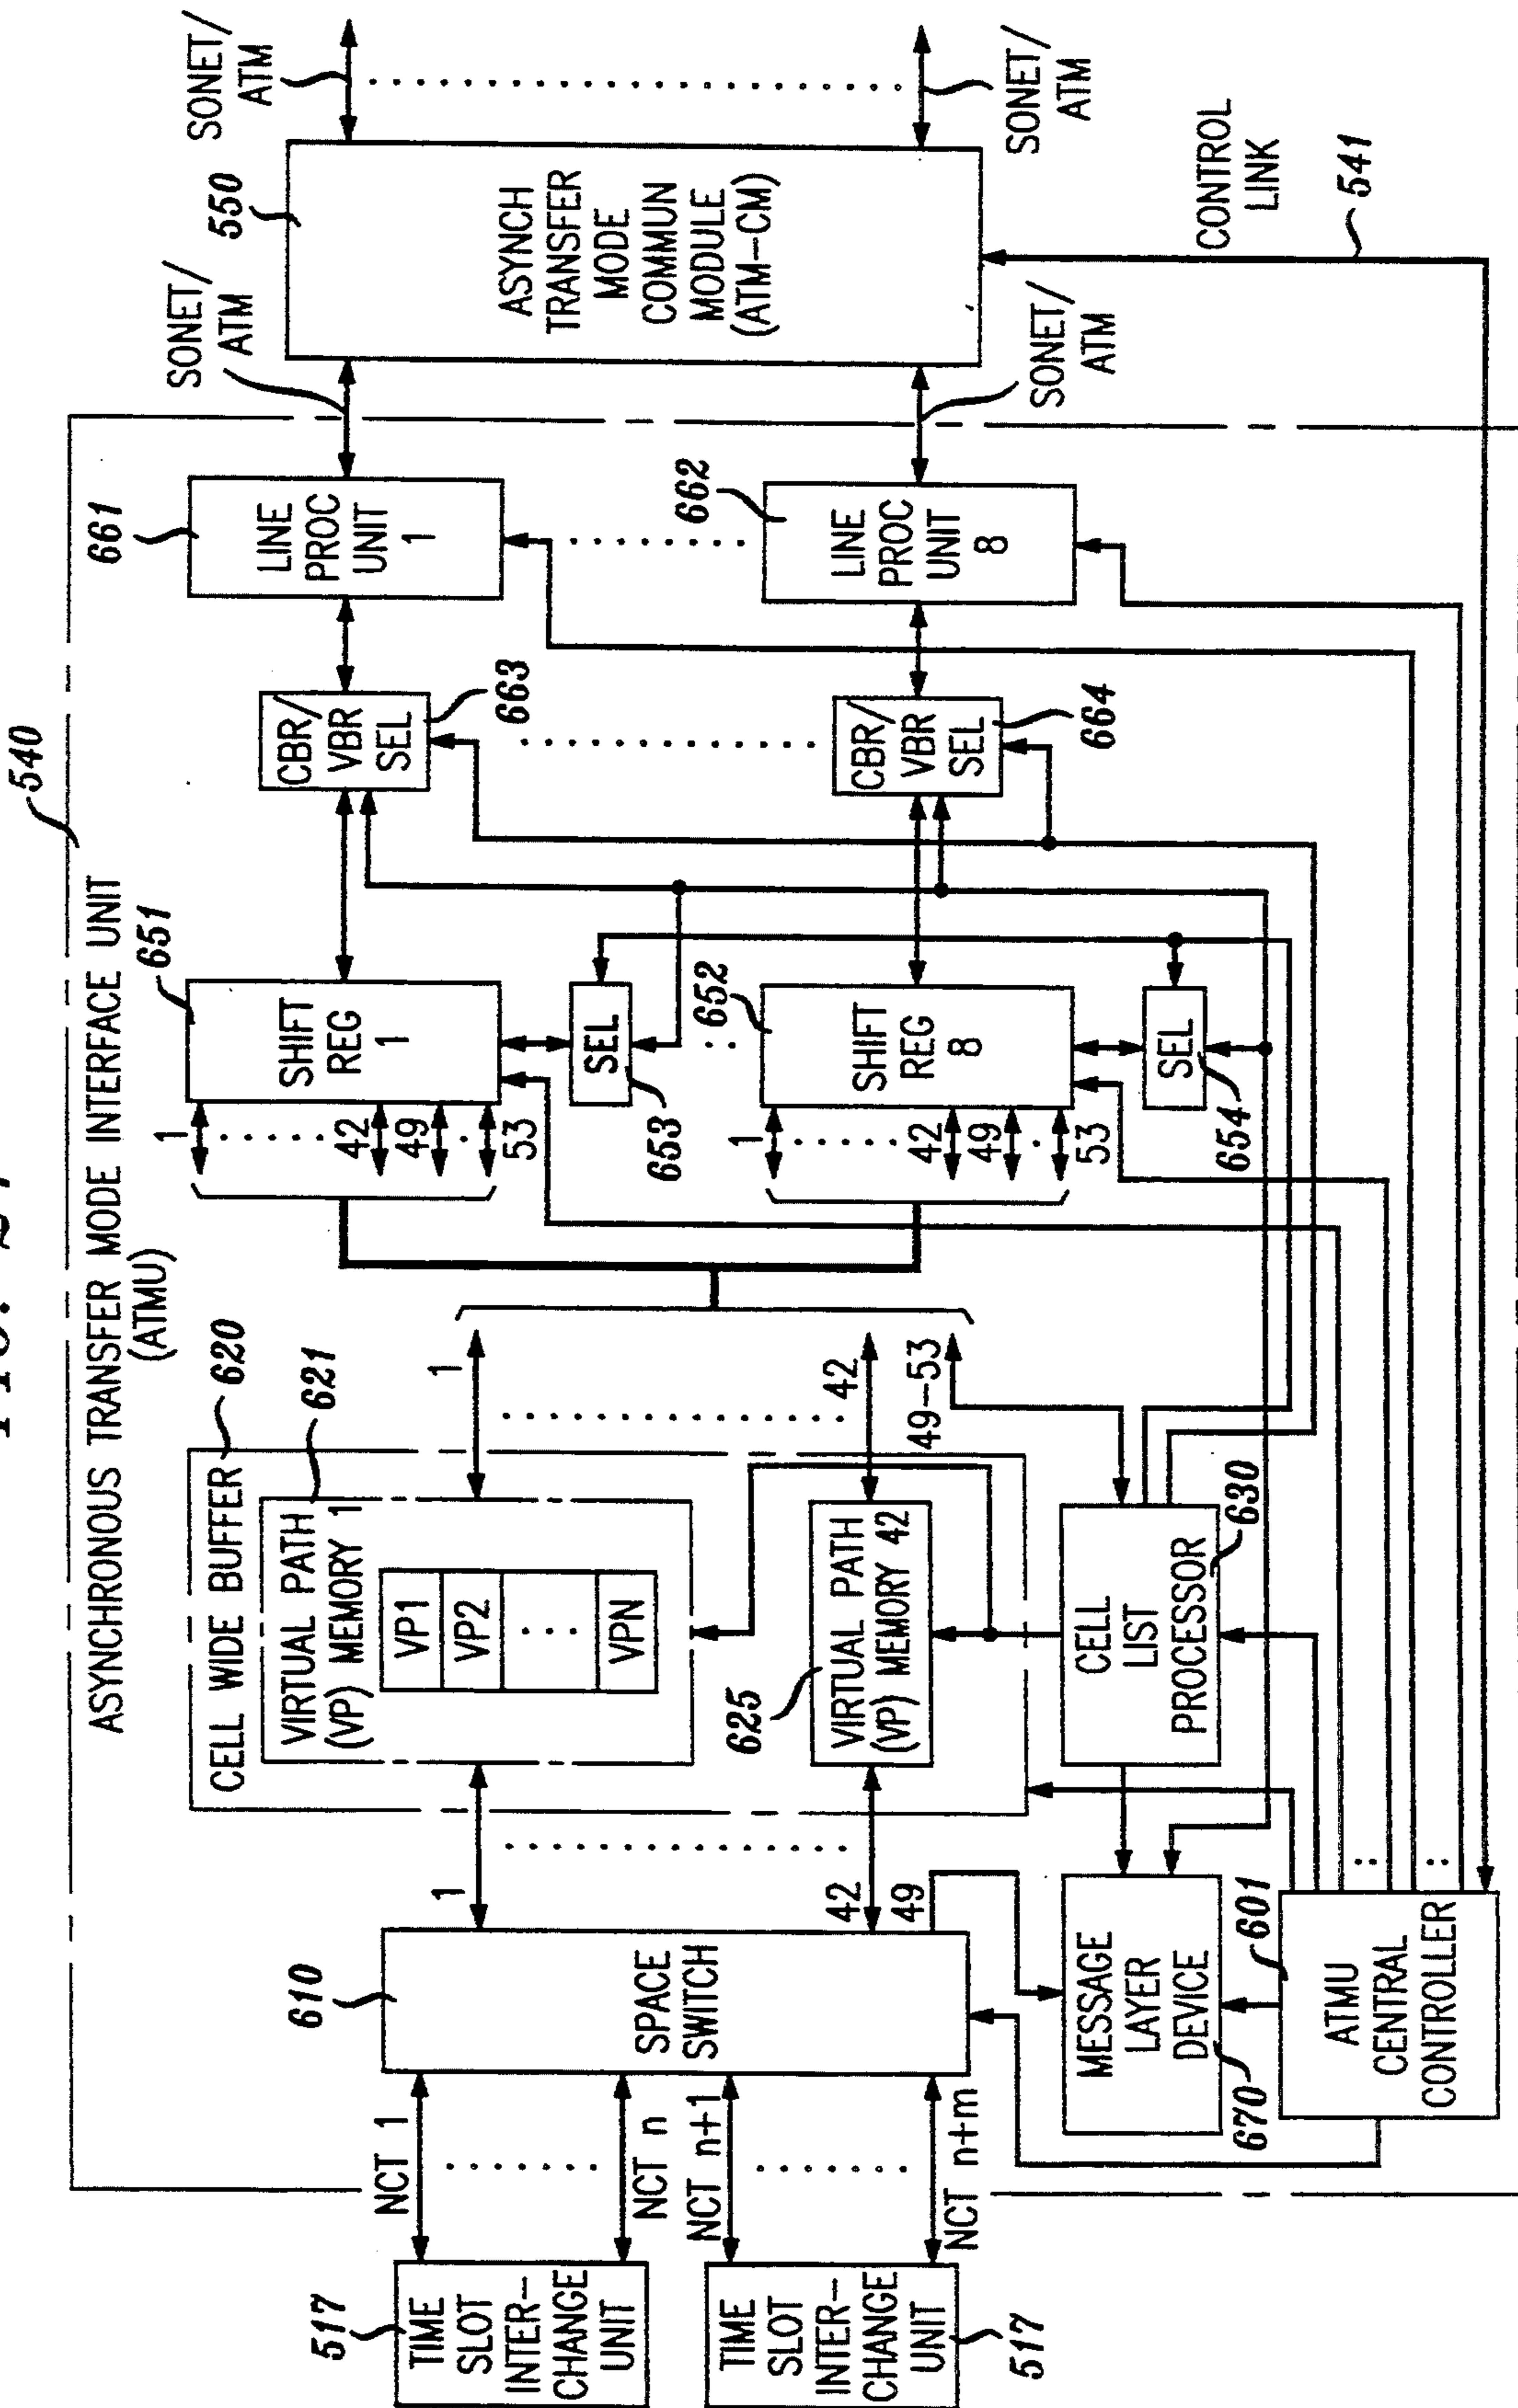 540
ASYNCHRONOUS TRANSFER MODE INTERFACE UNIT
(ATMU)
517
TIME
SLOT
INTER-
CHANGE
UNIT
TIME
SLOT
INTER-
CHANGE
UNIT
517
NCT 1
NCT n
NCT n+1
NCT n+m
610
SPACE
SWITCH
1
42
49
CELL WIDE BUFFER
620
VIRTUAL PATH
(VP) MEMORY 1
621
VP1
VP2
VPN
625
VIRTUAL PATH
(VP) MEMORY 42
1
42
49-53
CELL
LIST
PROCESSOR
630
MESSAGE
LAYER
DEVICE
670
601
ATMU
CENTRAL
CONTROLLER
651
SHIFT
REG
1
1
42
49
53
SEL
653
652
SHIFT
REG
8
1
42
49
53
SEL
654
CBR/
VBR
SEL
663
CBR/
VBR
SEL
664
661
LINE
PROC
UNIT
1
662
LINE
PROC
UNIT
8
SONET/
ATM
SONET/
ATM
550
ASYNCH
TRANSFER
MODE
COMMUN
MODULE
(ATM-CM)
SONET/
ATM
SONET/
ATM
CONTROL
LINK
541